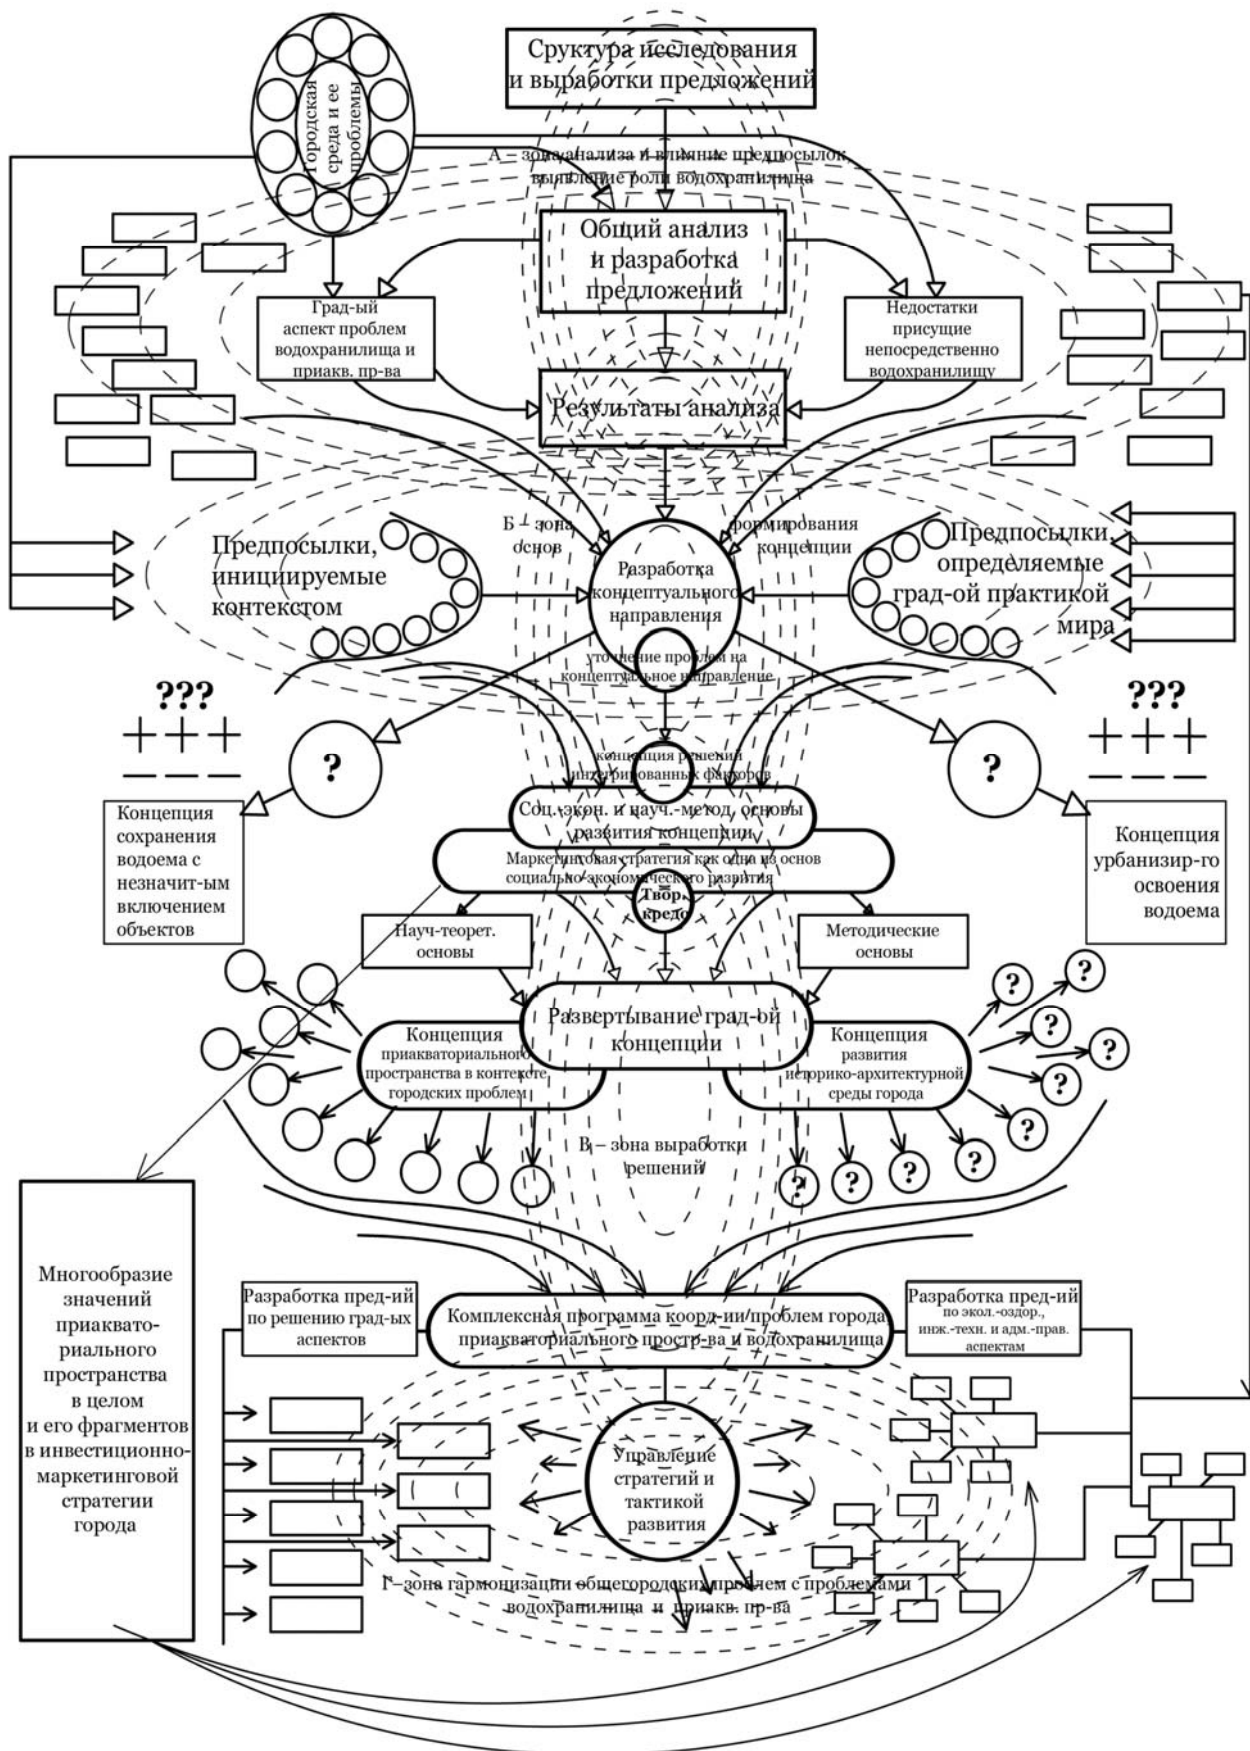 Структура исследования
и выработки предложений
Городская
среда и ее
проблемы
А – зона анализа и влияние предпосылок,
выявление роли водохранилища
Общий анализ
и разработка
предложений
Град-ый
аспект проблем
водохранилища и
приакв. пр-ва
Недостатки
присущие
непосредственно
водохранилищу
Результаты анализа
Б – зона
основ
формирования
концепции
Предпосылки,
инициируемые
контекстом
Разработка
концептуального
направления
Предпосылки,
определяемые
град-ой практикой
мира
уточнение проблем на
концептуальное направление
???
+ + +
– – –
???
+ + +
– – –
?
?
концепция решений
интегрированных факторов
Соц.-экон. и науч.-метод. основы
развития концепции
Концепция
сохранения
водоема с
незначит-ым
включением
объектов
Концепция
урбанизир-го
освоения
водоема
Маркетинговая стратегия как одна из основ
социально-экономического развития
Твор.
кредо
Науч-теорет.
основы
Методические
основы
Развертывание град-ой
концепции
Концепция
приакваториального
пространства в контексте
городских проблем
Концепция
развития
историко-архитектурной
среды города
?
?
?
?
?
?
?
?
?
?
?
В – зона выработки
решений
Многообразие
значений
приаквато-
риального
пространства
в целом
и его фрагментов
в инвестиционно-
маркетинговой
стратегии
города
Разработка пред-ий
по решению град-ых
аспектов
Комплексная программа коорд-ии проблем города,
приакваториального простр-ва и водохранилища
Разработка пред-ий
по экол.-оздор.,
инж.-техн. и адм.-прав.
аспектам
Управление
стратегий и
тактикой
развития
Г–зона гармонизации общегородских проблем с проблемами
водохранилища и приакв. пр-ва